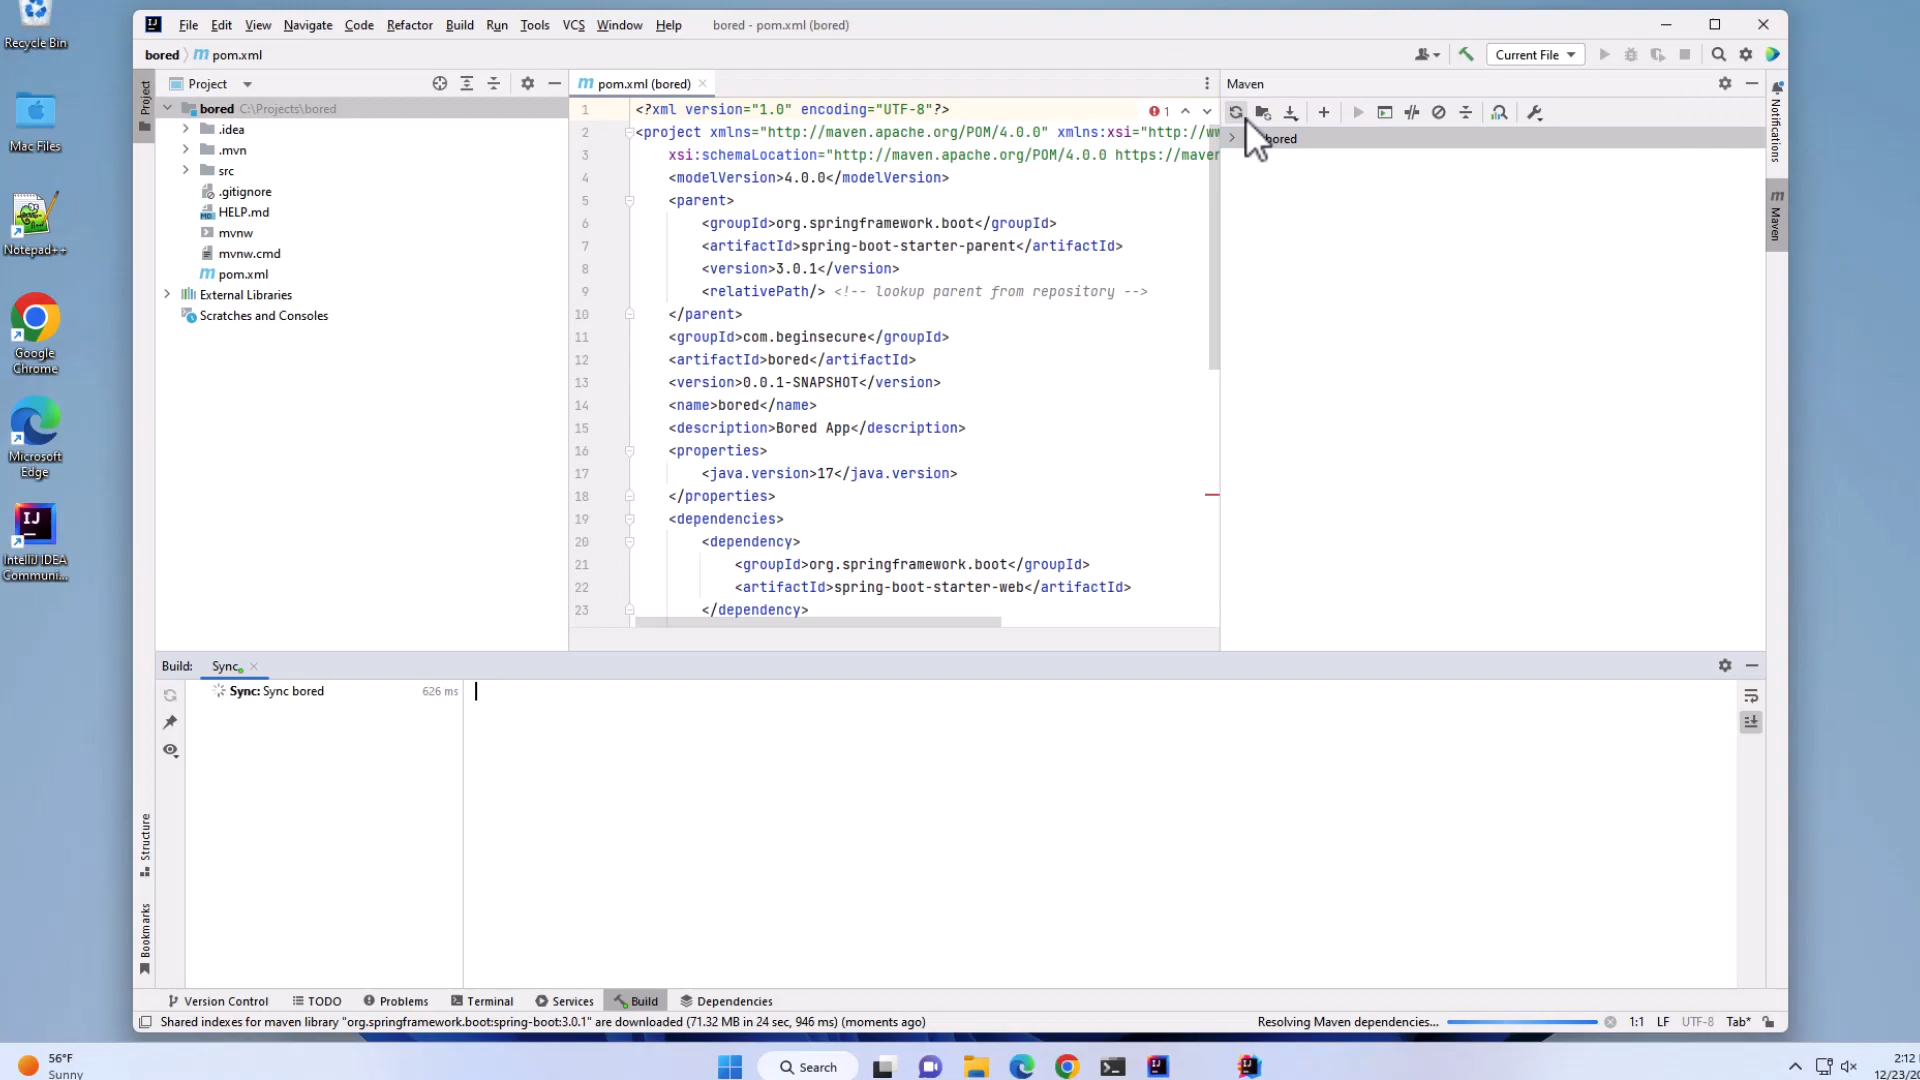 Recycle Bin
Mac Files
Notepad++
Google
Chrome
Microsoft
Edge
IntelliJ IDEA
Communi...
File Edit View Navigate Code Refactor Build Run Tools VCS Window Help bored - pom.xml (bored)
bored pom.xml
Current File
Project
bored C:\Projects\bored
.idea
.mvn
src
.gitignore
HELP.md
mvnw
mvnw.cmd
pom.xml
External Libraries
Scratches and Consoles
Project
Structure
Bookmarks
pom.xml (bored)
1
1 <?xml version="1.0" encoding="UTF-8"?>
2 <project xmlns="http://maven.apache.org/POM/4.0.0" xmlns:xsi="http://ww
3 xsi:schemaLocation="http://maven.apache.org/POM/4.0.0 https://maven
4 <modelVersion>4.0.0</modelVersion>
5 <parent>
6 <groupId>org.springframework.boot</groupId>
7 <artifactId>spring-boot-starter-parent</artifactId>
8 <version>3.0.1</version>
9 <relativePath/> <!-- lookup parent from repository -->
10 </parent>
11 <groupId>com.beginsecure</groupId>
12 <artifactId>bored</artifactId>
13 <version>0.0.1-SNAPSHOT</version>
14 <name>bored</name>
15 <description>Bored App</description>
16 <properties>
17 <java.version>17</java.version>
18 </properties>
19 <dependencies>
20 <dependency>
21 <groupId>org.springframework.boot</groupId>
22 <artifactId>spring-boot-starter-web</artifactId>
23 </dependency>
Maven
bored
Notifications
Maven
Build: Sync
Sync: Sync bored 626 ms
Version Control TODO Problems Terminal Services Build Dependencies
Shared indexes for maven library "org.springframework.boot:spring-boot:3.0.1" are downloaded (71.32 MB in 24 sec, 946 ms) (moments ago) Resolving Maven dependencies... 1:1 LF UTF-8 Tab*
56°F
Sunny
Search
2:12
12/23/20